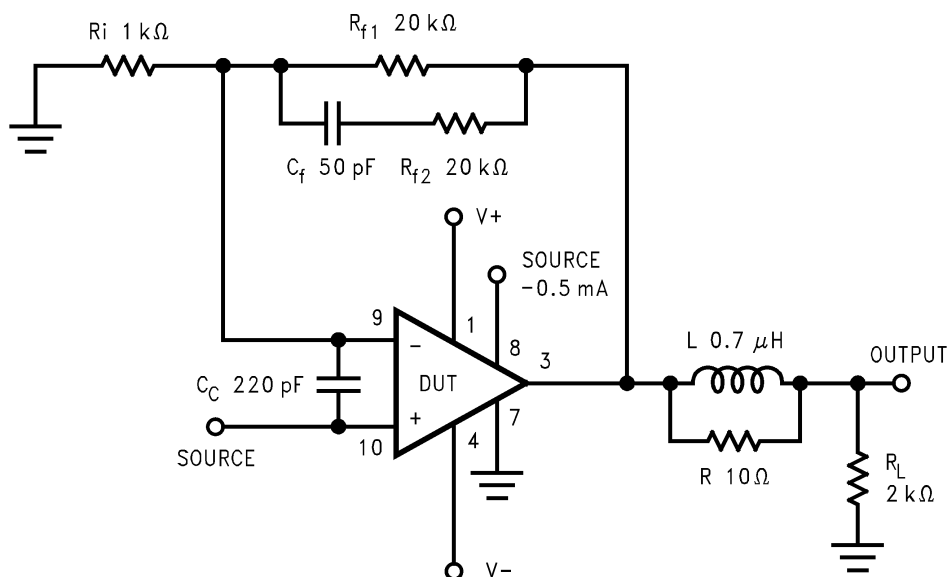 Ri 1 kΩ
Rf1 20 kΩ
Cf 50 pF
Rf2 20 kΩ
V+
SOURCE
-0.5 mA
9
1
8
3
L 0.7 μH
OUTPUT
CC 220 pF
−
DUT
+
10
4
7
SOURCE
R 10Ω
RL
2 kΩ
V-